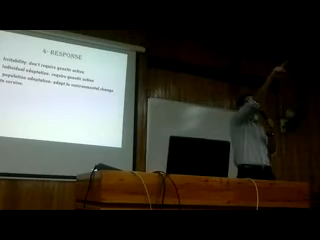 4- RESPONSE
Irritability don't require genetic action.
individual adaptation- require genetic action
population adaptation- adapt to environmental change.
to survive.